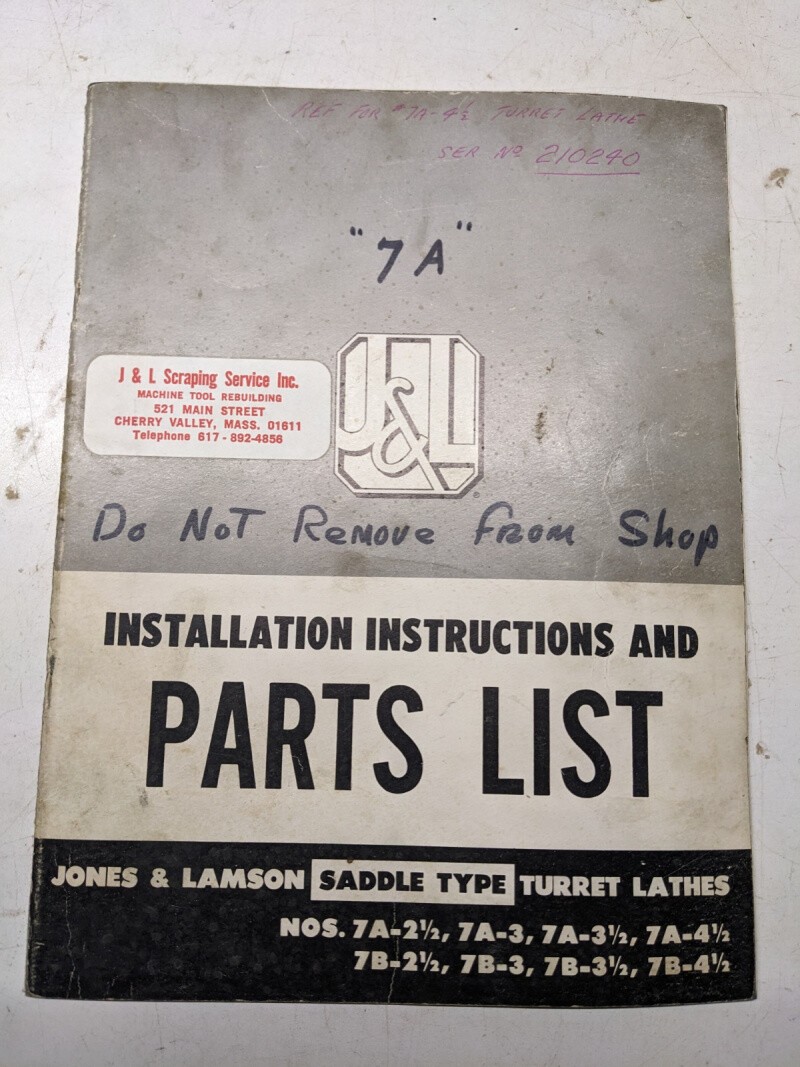 REF FOR #7A-4½ TURRET LATHE
SER Nº 210240
"7A"
J & L Scraping Service Inc.
MACHINE TOOL REBUILDING
521 MAIN STREET
CHERRY VALLEY, MASS. 01611
Telephone 617-892-4856
J&L
Do Not Remove From Shop
INSTALLATION INSTRUCTIONS AND
PARTS LIST
JONES & LAMSON SADDLE TYPE TURRET LATHES
NOS. 7A-2½, 7A-3, 7A-3½, 7A-4½
7B-2½, 7B-3, 7B-3½, 7B-4½